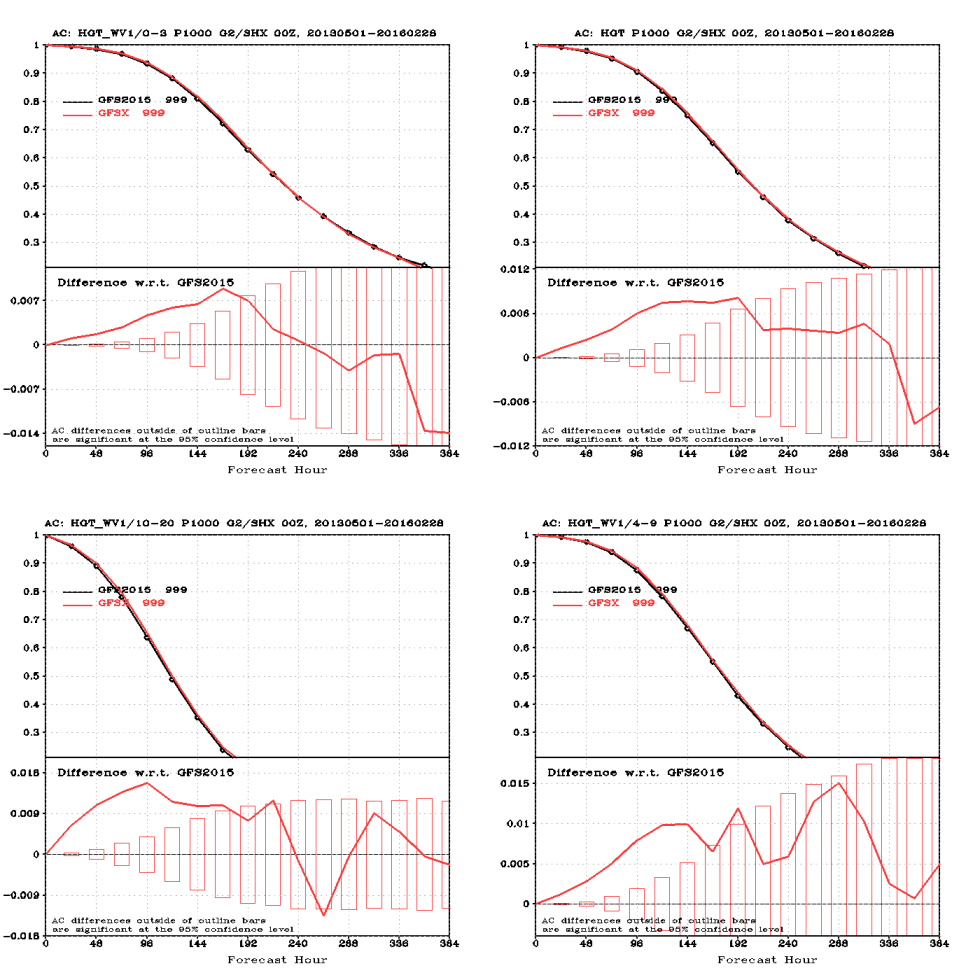 AC: HGT_WV1/0-3 P1000 G2/SHX 00Z, 20130501-20160228
1
0.9
0.8
GFS2015 999
GFSX 999
0.7
0.6
0.5
0.4
0.3
Difference w.r.t. GFS2015
0.007
0
-0.007
-0.014
AC differences outside of outline bars
are significant at the 95% confidence level
0 48 96 144 192 240 288 336 384
Forecast Hour
AC: HGT P1000 G2/SHX 00Z, 20130501-20160228
1
0.9
0.8
GFS2015 999
GFSX 999
0.7
0.6
0.5
0.4
0.3
0.012
Difference w.r.t. GFS2015
0.006
0
-0.006
-0.012
AC differences outside of outline bars
are significant at the 95% confidence level
0 48 96 144 192 240 288 336 384
Forecast Hour
AC: HGT_WV1/10-20 P1000 G2/SHX 00Z, 20130501-20160228
1
0.9
0.8
GFS2015 999
GFSX 999
0.7
0.6
0.5
0.4
0.3
Difference w.r.t. GFS2015
0.018
0.009
0
-0.009
-0.018
AC differences outside of outline bars
are significant at the 95% confidence level
0 48 96 144 192 240 288 336 384
Forecast Hour
AC: HGT_WV1/4-9 P1000 G2/SHX 00Z, 20130501-20160228
1
0.9
0.8
GFS2015 999
GFSX 999
0.7
0.6
0.5
0.4
0.3
Difference w.r.t. GFS2015
0.015
0.01
0.005
0
AC differences outside of outline bars
are significant at the 95% confidence level
0 48 96 144 192 240 288 336 384
Forecast Hour